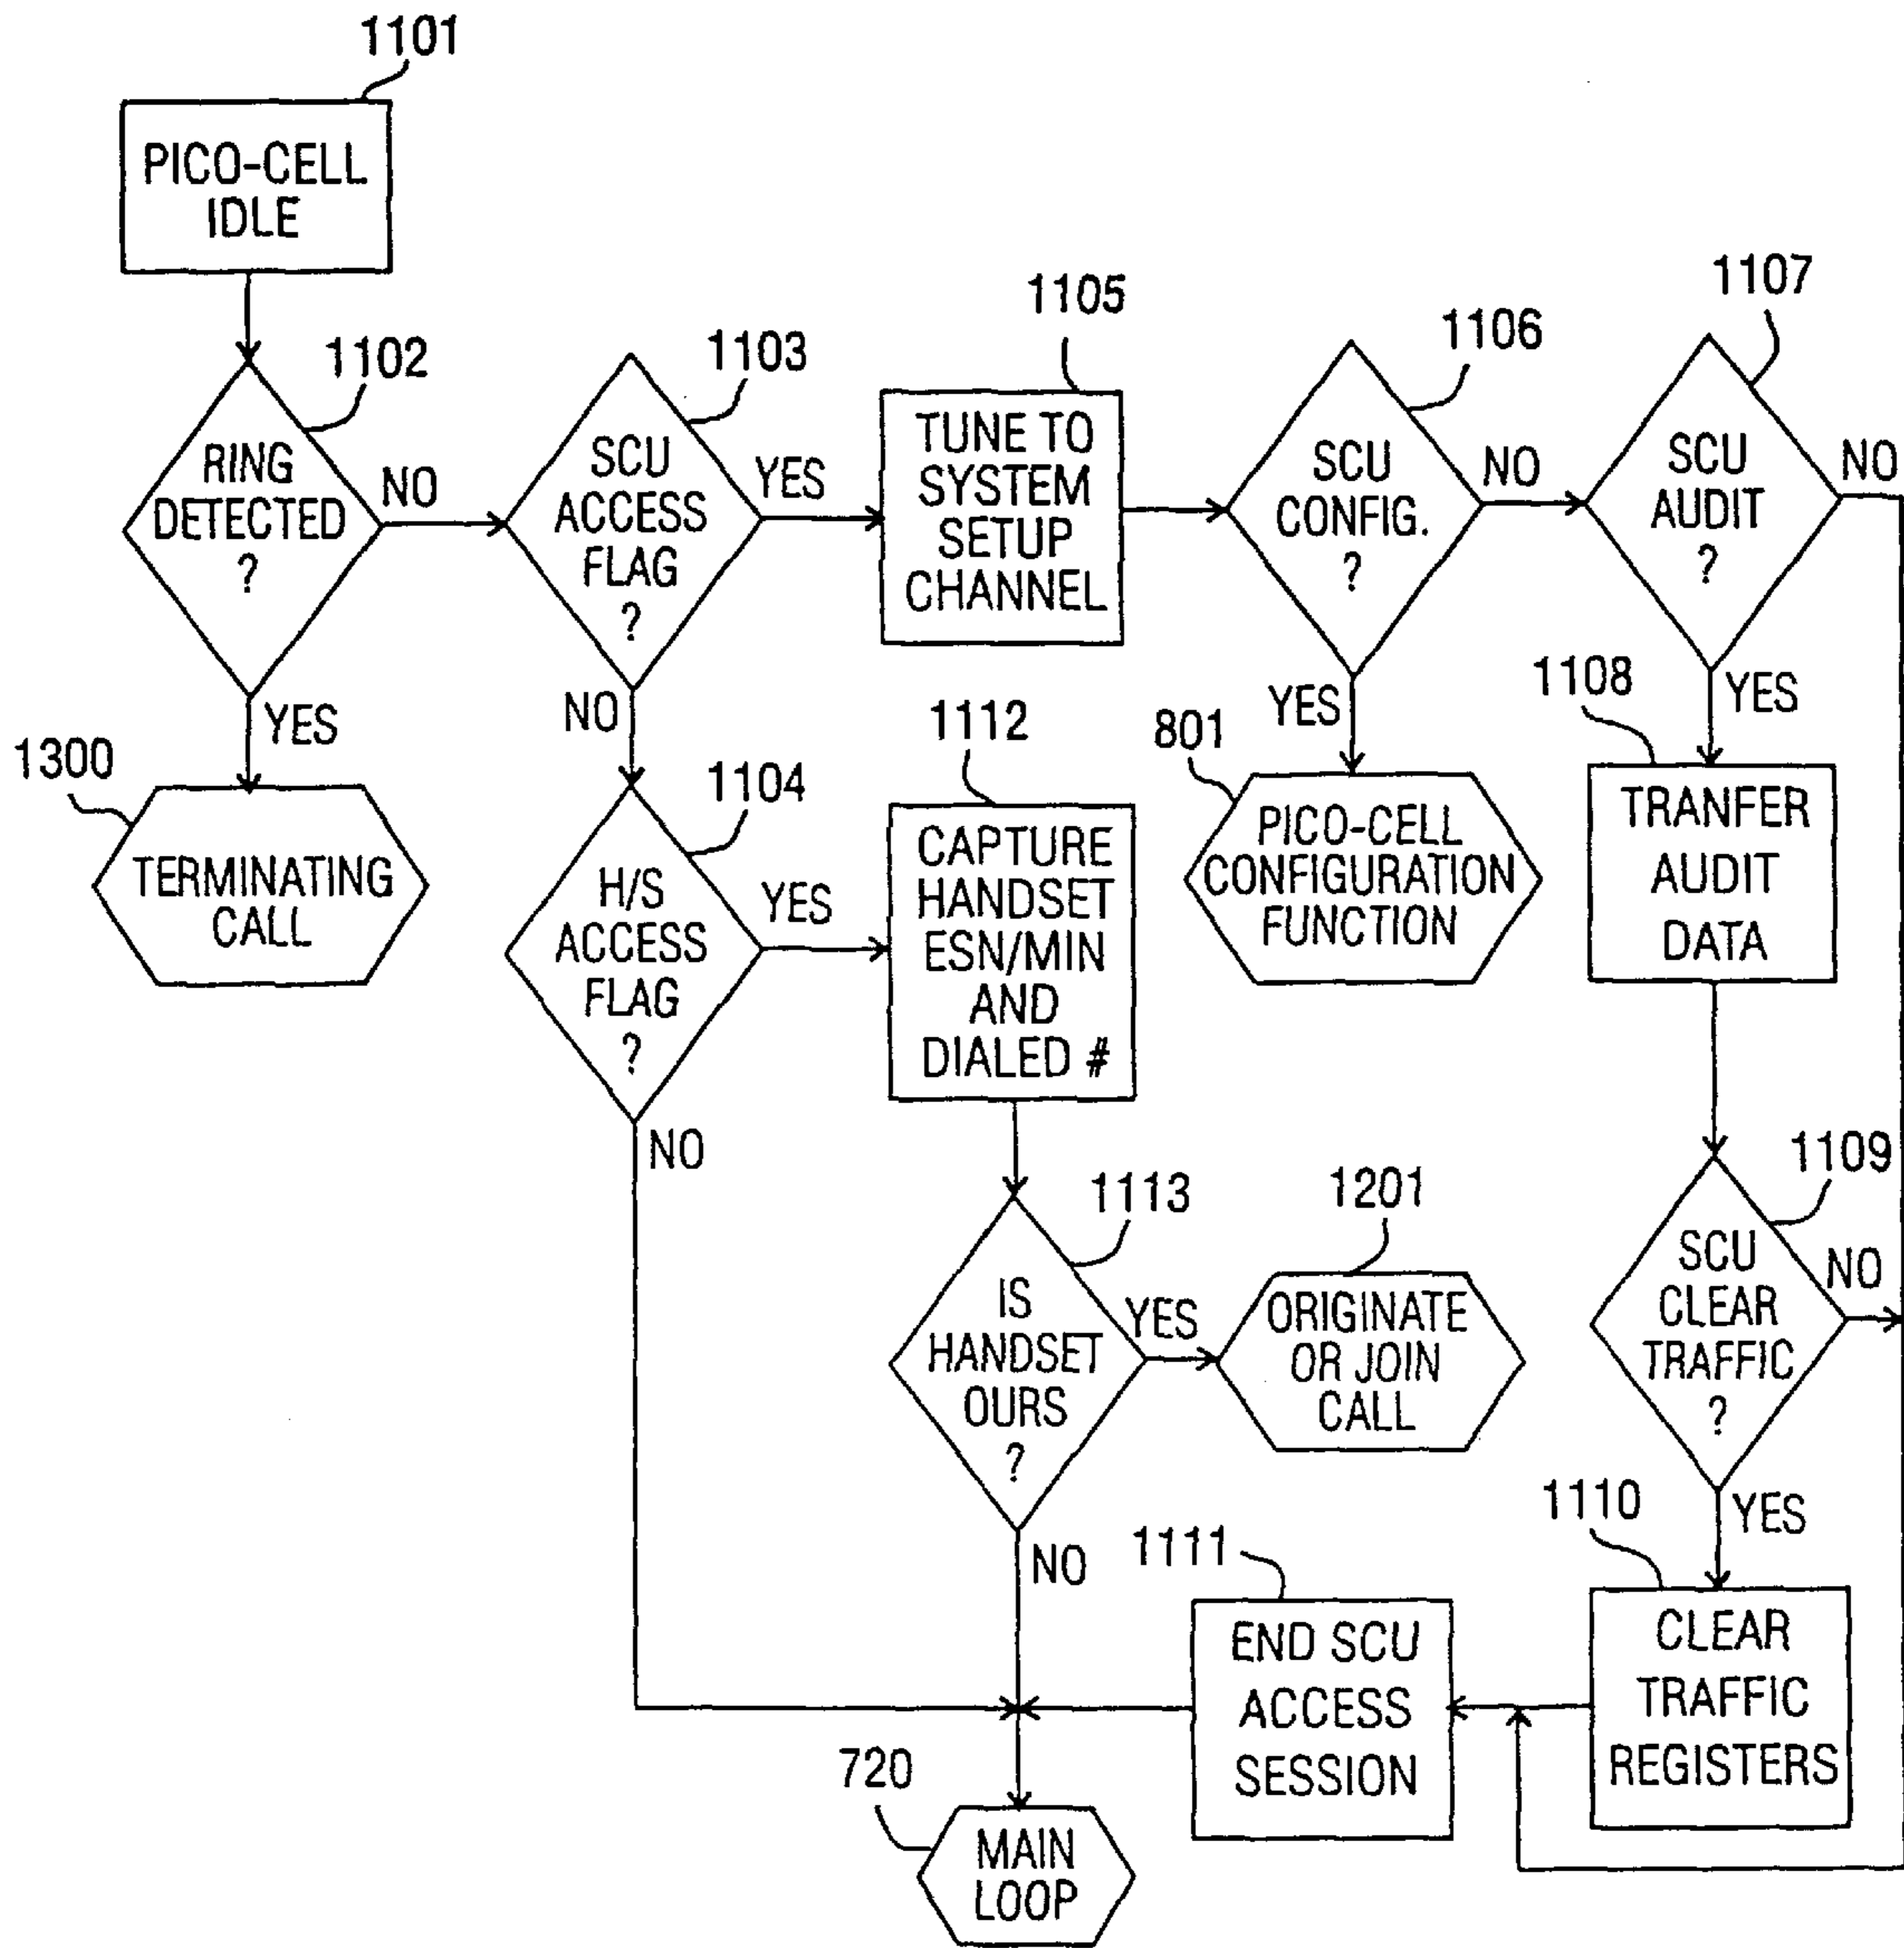 1101
PICO-CELL
IDLE
1102
RING
DETECTED
?
NO
YES
1300
TERMINATING
CALL
1103
SCU
ACCESS
FLAG
?
YES
NO
1104
H/S
ACCESS
FLAG
?
YES
NO
1105
TUNE TO
SYSTEM
SETUP
CHANNEL
1106
SCU
CONFIG.
?
NO
YES
801
PICO-CELL
CONFIGURATION
FUNCTION
1107
SCU
AUDIT
?
NO
YES
1108
TRANFER
AUDIT
DATA
1112
CAPTURE
HANDSET
ESN/MIN
AND
DIALED #
1113
IS
HANDSET
OURS
?
YES
NO
1201
ORIGINATE
OR JOIN
CALL
1109
SCU
CLEAR
TRAFFIC
?
NO
YES
1110
CLEAR
TRAFFIC
REGISTERS
1111
END SCU
ACCESS
SESSION
720
MAIN
LOOP